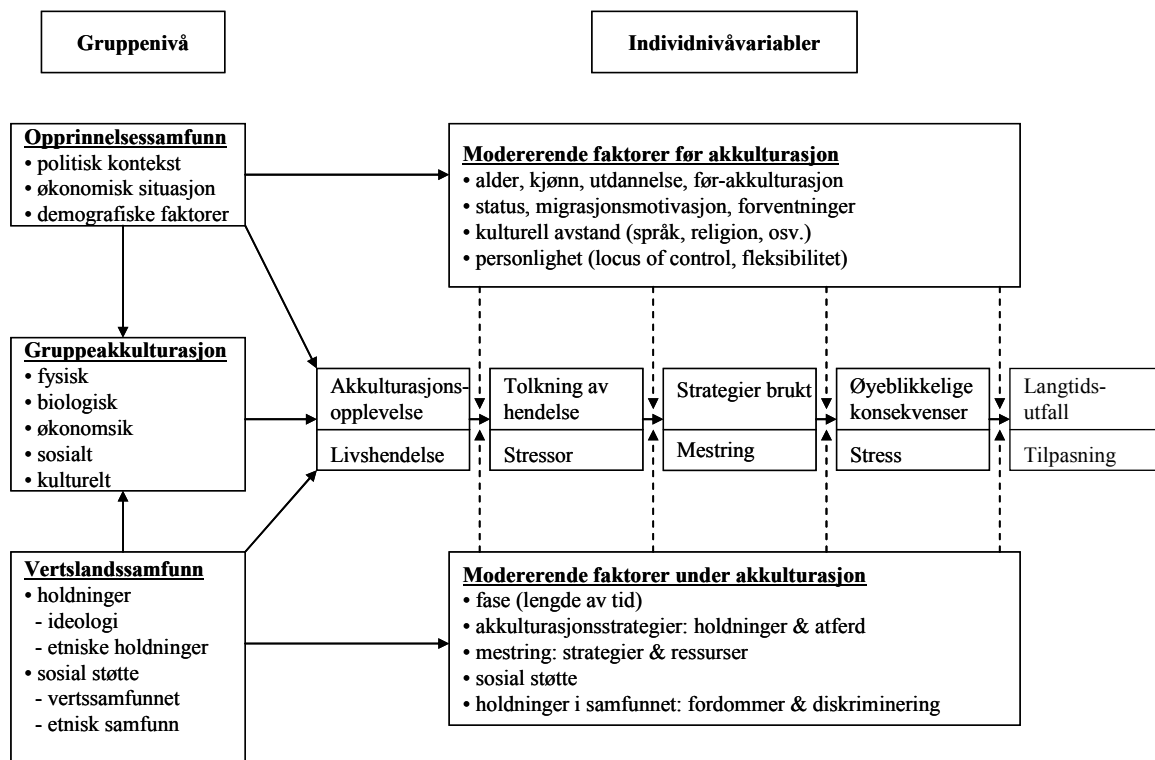 Gruppenivå
Individnivåvariabler
Opprinnelsessamfunn
• politisk kontekst
• økonomisk situasjon
• demografiske faktorer
Modererende faktorer før akkulturasjon
• alder, kjønn, utdannelse, før-akkulturasjon
• status, migrasjonsmotivasjon, forventninger
• kulturell avstand (språk, religion, osv.)
• personlighet (locus of control, fleksibilitet)
Gruppeakkulturasjon
• fysisk
• biologisk
• økonomsik
• sosialt
• kulturelt
Akkulturasjons-
opplevelse
Livshendelse
Tolkning av
hendelse
Stressor
Strategier brukt
Mestring
Øyeblikkelige
konsekvenser
Stress
Langtids-
utfall
Tilpasning
Vertslandssamfunn
• holdninger
- ideologi
- etniske holdninger
• sosial støtte
- vertssamfunnet
- etnisk samfunn
Modererende faktorer under akkulturasjon
• fase (lengde av tid)
• akkulturasjonsstrategier: holdninger & atferd
• mestring: strategier & ressurser
• sosial støtte
• holdninger i samfunnet: fordommer & diskriminering